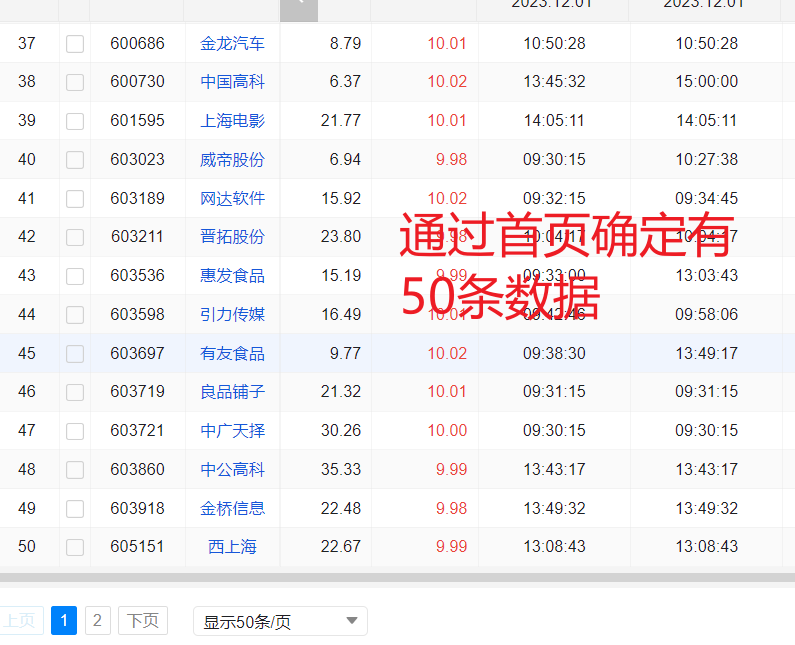 2023.12.01 2023.12.01
37 600686 金龙汽车 8.79 10.01 10:50:28 10:50:28
38 600730 中国高科 6.37 10.02 13:45:32 15:00:00
39 601595 上海电影 21.77 10.01 14:05:11 14:05:11
40 603023 威帝股份 6.94 9.98 09:30:15 10:27:38
41 603189 网达软件 15.92 10.02 09:32:15 09:34:45
42 603211 晋拓股份 23.80 9.98 10:04:17 10:04:17
通过首页确定有
43 603536 惠发食品 15.19 9.99 09:33:00 13:03:43
50条数据
44 603598 引力传媒 16.49 10.01 09:42:46 09:58:06
45 603697 有友食品 9.77 10.02 09:38:30 13:49:17
46 603719 良品铺子 21.32 10.01 09:31:15 09:31:15
47 603721 中广天择 30.26 10.00 09:30:15 09:30:15
48 603860 中公高科 35.33 9.99 13:43:17 13:43:17
49 603918 金桥信息 22.48 9.98 13:49:32 13:49:32
50 605151 西上海 22.67 9.99 13:08:43 13:08:43
上页 1 2 下页 显示50条/页